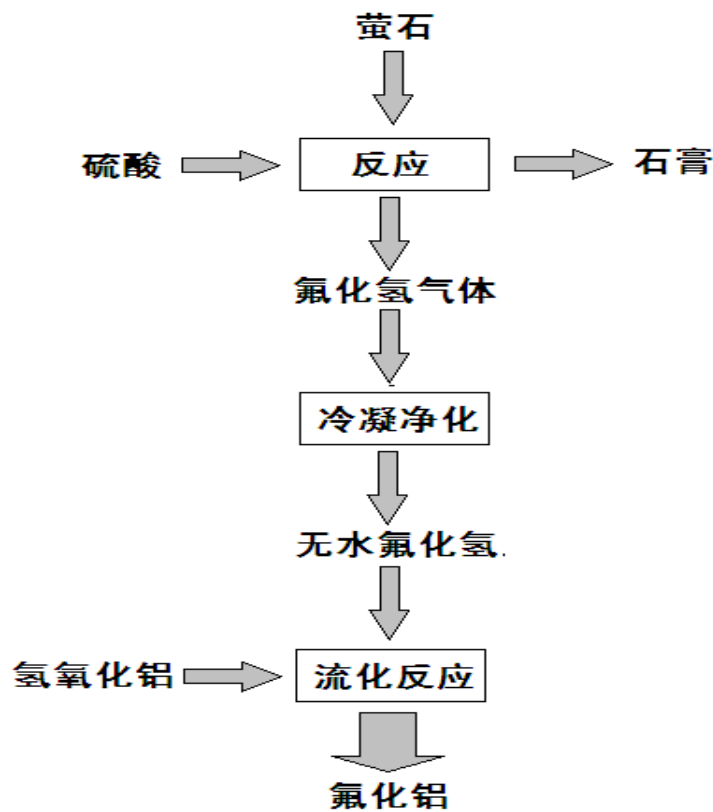 萤石
硫酸
反应
石膏
氟化氢气体
冷凝净化
无水氟化氢.
氢氧化铝
流化反应
氟化铝